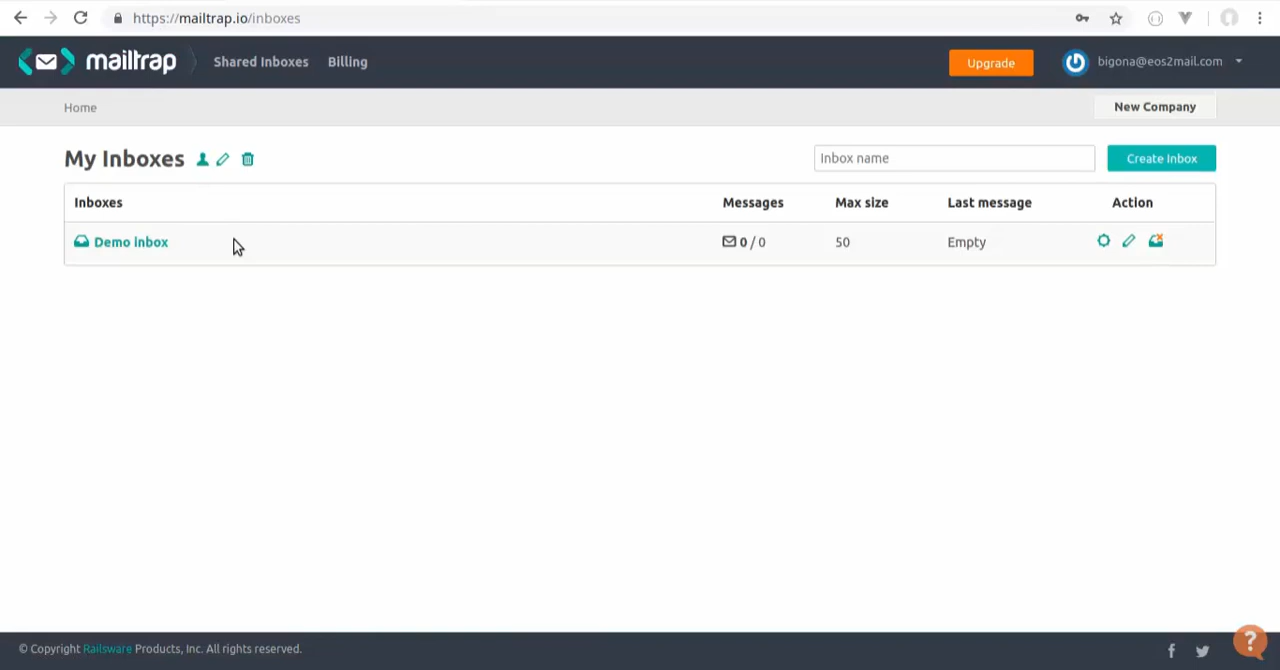 https://mailtrap.io/inboxes
mailtrap Shared Inboxes Billing Upgrade bigona@eos2mail.com
Home New Company
My Inboxes Inbox name Create Inbox
Inboxes Messages Max size Last message Action
Demo inbox 0 / 0 50 Empty
© Copyright Railsware Products, Inc. All rights reserved. ?